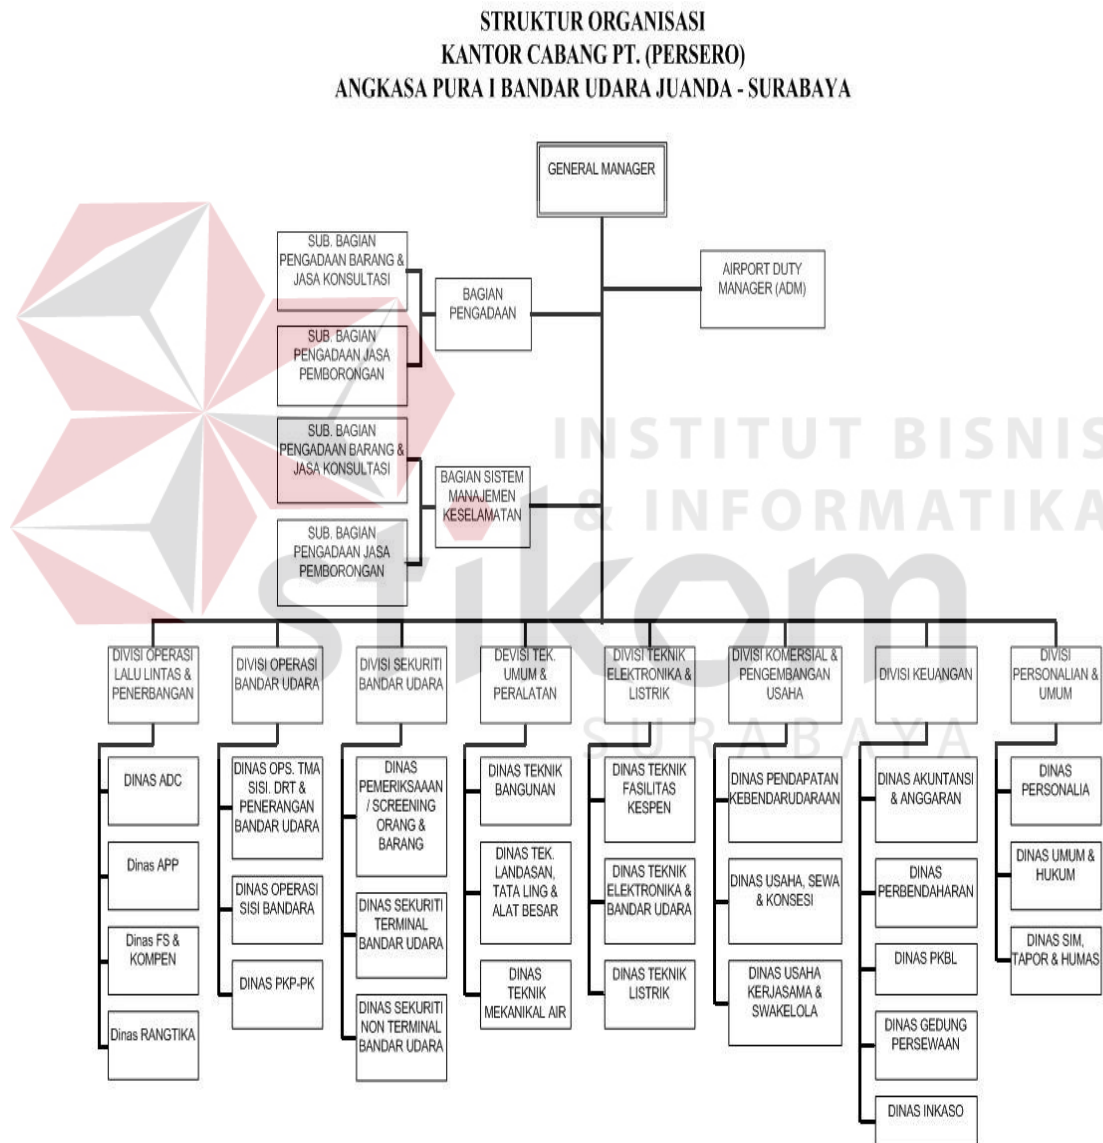 STRUKTUR ORGANISASI
KANTOR CABANG PT. (PERSERO)
ANGKASA PURA I BANDAR UDARA JUANDA - SURABAYA
GENERAL MANAGER
SUB. BAGIAN
PENGADAAN BARANG &
JASA KONSULTASI
BAGIAN
PENGADAAN
AIRPORT DUTY
MANAGER (ADM)
SUB. BAGIAN
PENGADAAN JASA
PEMBORONGAN
SUB. BAGIAN
PENGADAAN BARANG &
JASA KONSULTASI
BAGIAN SISTEM
MANAJEMEN
KESELAMATAN
SUB. BAGIAN
PENGADAAN JASA
PEMBORONGAN
INSTITUT BISNIS
& INFORMATIKA
stikom
SURABAYA
DIVISI OPERASI
LALU LINTAS &
PENERBANGAN
DIVISI OPERASI
BANDAR UDARA
DIVISI SEKURITI
BANDAR UDARA
DEVISI TEK.
UMUM &
PERALATAN
DIVISI TEKNIK
ELEKTRONIKA &
LISTRIK
DIVISI KOMERSIAL &
PENGEMBANGAN
USAHA
DIVISI KEUANGAN
DIVISI
PERSONALIAN &
UMUM
DINAS ADC
Dinas APP
Dinas FS &
KOMPEN
Dinas RANGTIKA
DINAS OPS. TMA
SISI. DRT &
PENERANGAN
BANDAR UDARA
DINAS OPERASI
SISI BANDARA
DINAS PKP-PK
DINAS
PEMERIKSAAN
/ SCREENING
ORANG &
BARANG
DINAS SEKURITI
TERMINAL
BANDAR UDARA
DINAS SEKURITI
NON TERMINAL
BANDAR UDARA
DINAS TEKNIK
BANGUNAN
DINAS TEK.
LANDASAN,
TATA LING &
ALAT BESAR
DINAS
TEKNIK
MEKANIKAL AIR
DINAS TEKNIK
FASILITAS
KESPEN
DINAS TEKNIK
ELEKTRONIKA &
BANDAR UDARA
DINAS TEKNIK
LISTRIK
DINAS PENDAPATAN
KEBENDARUDARAAN
DINAS USAHA, SEWA
& KONSESI
DINAS USAHA
KERJASAMA &
SWAKELOLA
DINAS AKUNTANSI
& ANGGARAN
DINAS
PERBENDAHARAN
DINAS PKBL
DINAS GEDUNG
PERSEWAAN
DINAS INKASO
DINAS
PERSONALIA
DINAS UMUM &
HUKUM
DINAS SIM,
TAPOR & HUMAS